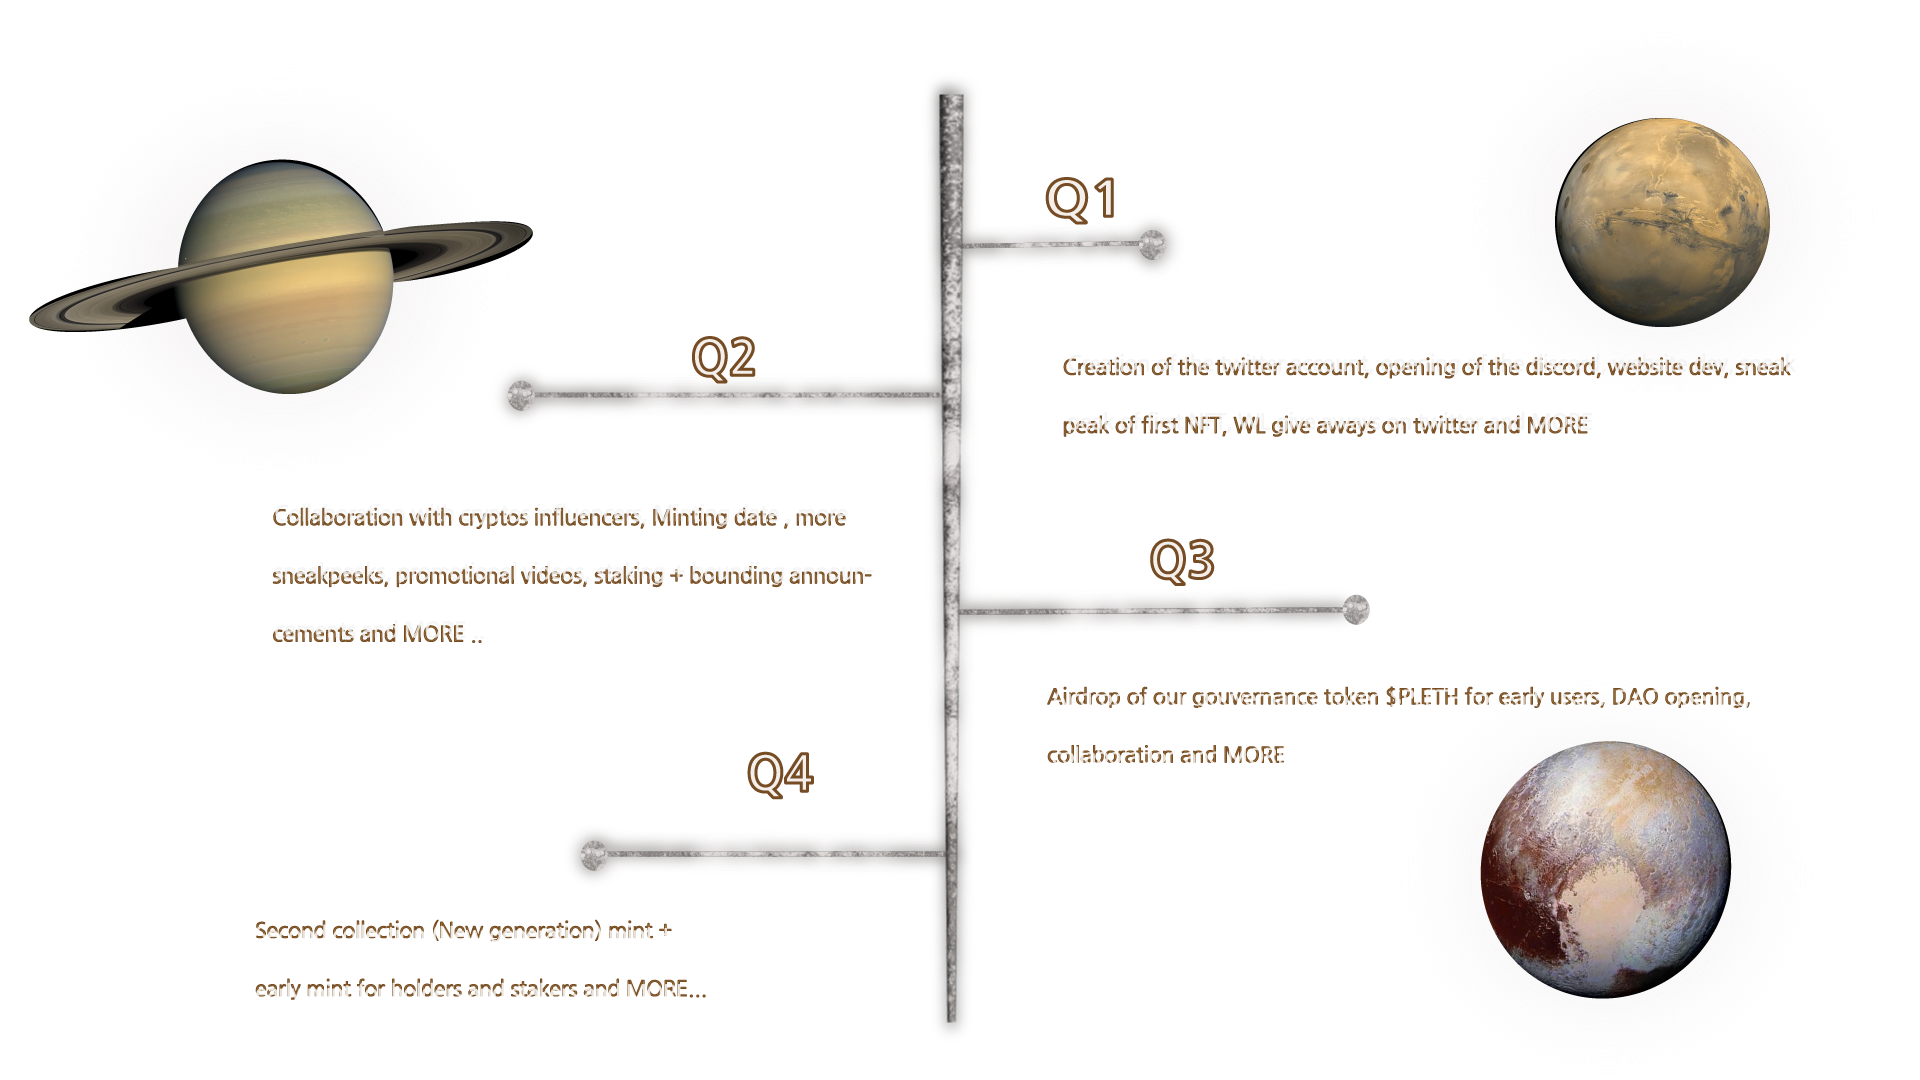 Q1
Creation of the twitter account, opening of the discord, website dev, sneak
peak of first NFT, WL give aways on twitter and MORE
Q2
Collaboration with cryptos influencers, Minting date , more
sneakpeeks, promotional videos, staking + bounding announ-
cements and MORE ..
Q3
Airdrop of our gouvernance token $PLETH for early users, DAO opening,
collaboration and MORE
Q4
Second collection (New generation) mint +
early mint for holders and stakers and MORE...